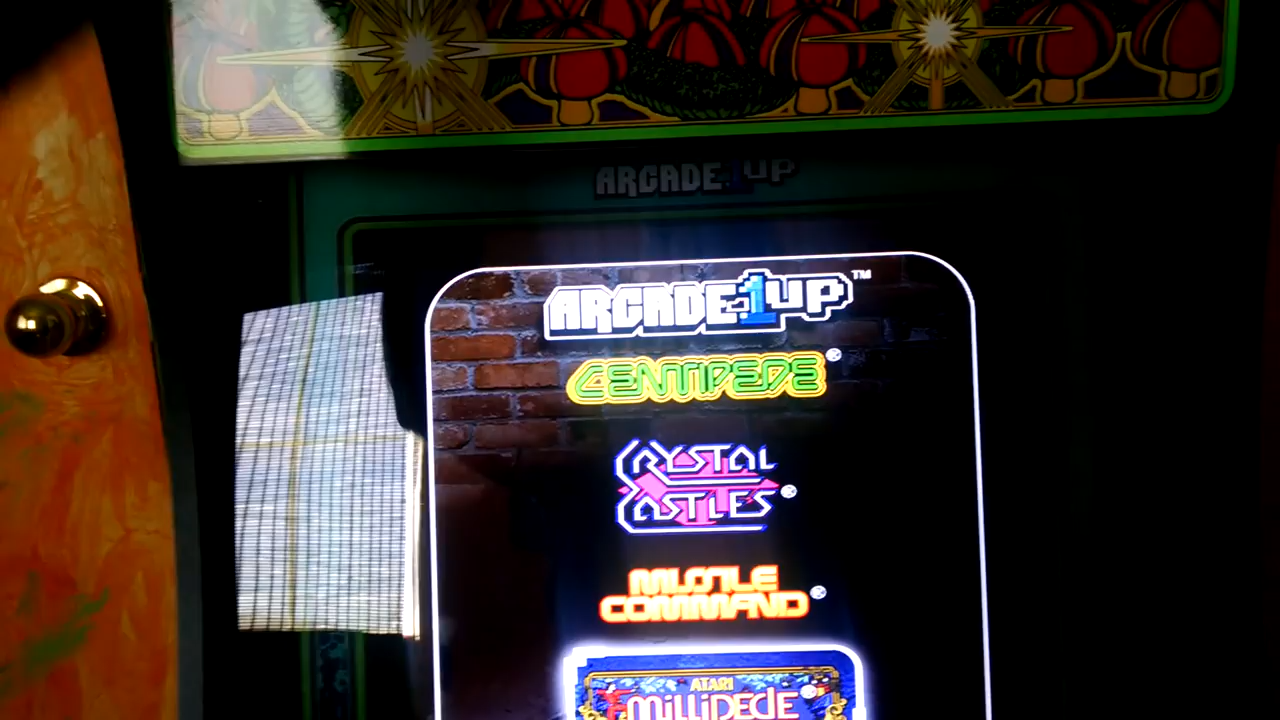 ARCADE1UP
ARCADE1UP™
CENTIPEDE®
CRYSTAL
CASTLES®
MISSILE
COMMAND®
ATARI
MILLIPEDE®